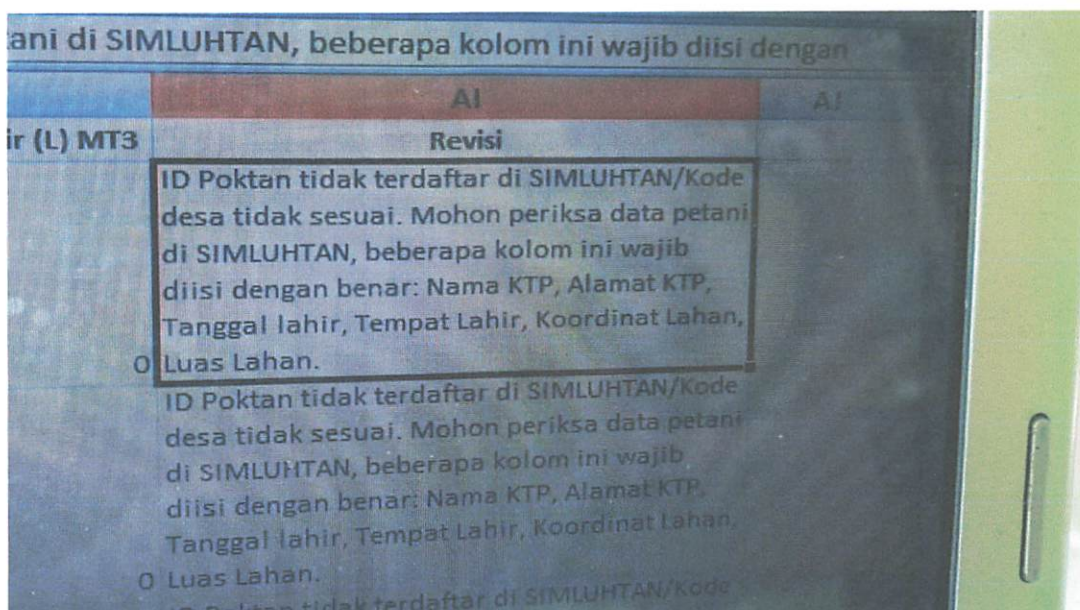 ani di SIMLUHTAN, beberapa kolom ini wajib diisi dengan
AI AJ
ir (L) MT3 Revisi
ID Poktan tidak terdaftar di SIMLUHTAN/Kode
desa tidak sesuai. Mohon periksa data petani
di SIMLUHTAN, beberapa kolom ini wajib
diisi dengan benar: Nama KTP, Alamat KTP,
Tanggal lahir, Tempat Lahir, Koordinat Lahan,
0 Luas Lahan.
ID Poktan tidak terdaftar di SIMLUHTAN/Kode
desa tidak sesuai. Mohon periksa data petani
di SIMLUHTAN, beberapa kolom ini wajib
diisi dengan benar: Nama KTP, Alamat KTP,
Tanggal lahir, Tempat Lahir, Koordinat Lahan,
0 Luas Lahan.
ID Poktan tidak terdaftar di SIMLUHTAN/Kode